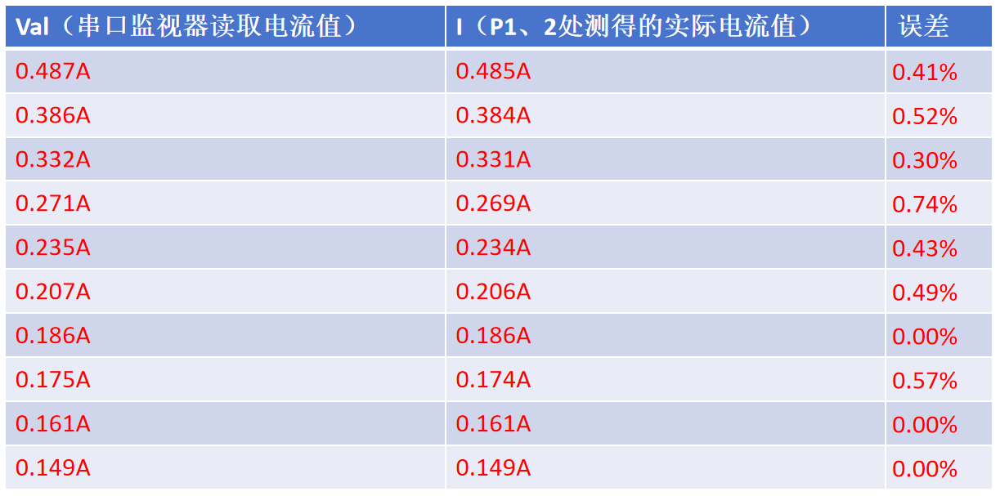 Val（串口监视器读取电流值） I（P1、2处测得的实际电流值） 误差
0.487A 0.485A 0.41%
0.386A 0.384A 0.52%
0.332A 0.331A 0.30%
0.271A 0.269A 0.74%
0.235A 0.234A 0.43%
0.207A 0.206A 0.49%
0.186A 0.186A 0.00%
0.175A 0.174A 0.57%
0.161A 0.161A 0.00%
0.149A 0.149A 0.00%